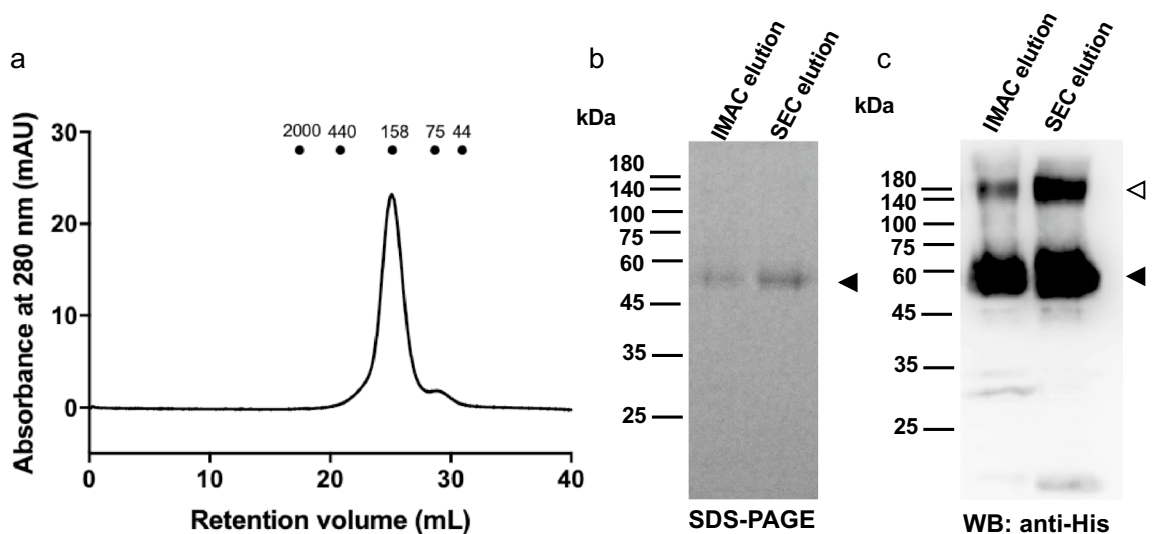 a
Absorbance at 280 nm (mAU)
30
20
10
0
2000 440 158 75 44
0 10 20 30 40
Retention volume (mL)
b
kDa
IMAC elution
SEC elution
180
140
100
75
60
45
35
25
SDS-PAGE
c
kDa
IMAC elution
SEC elution
180
140
100
75
60
45
35
25
WB: anti-His